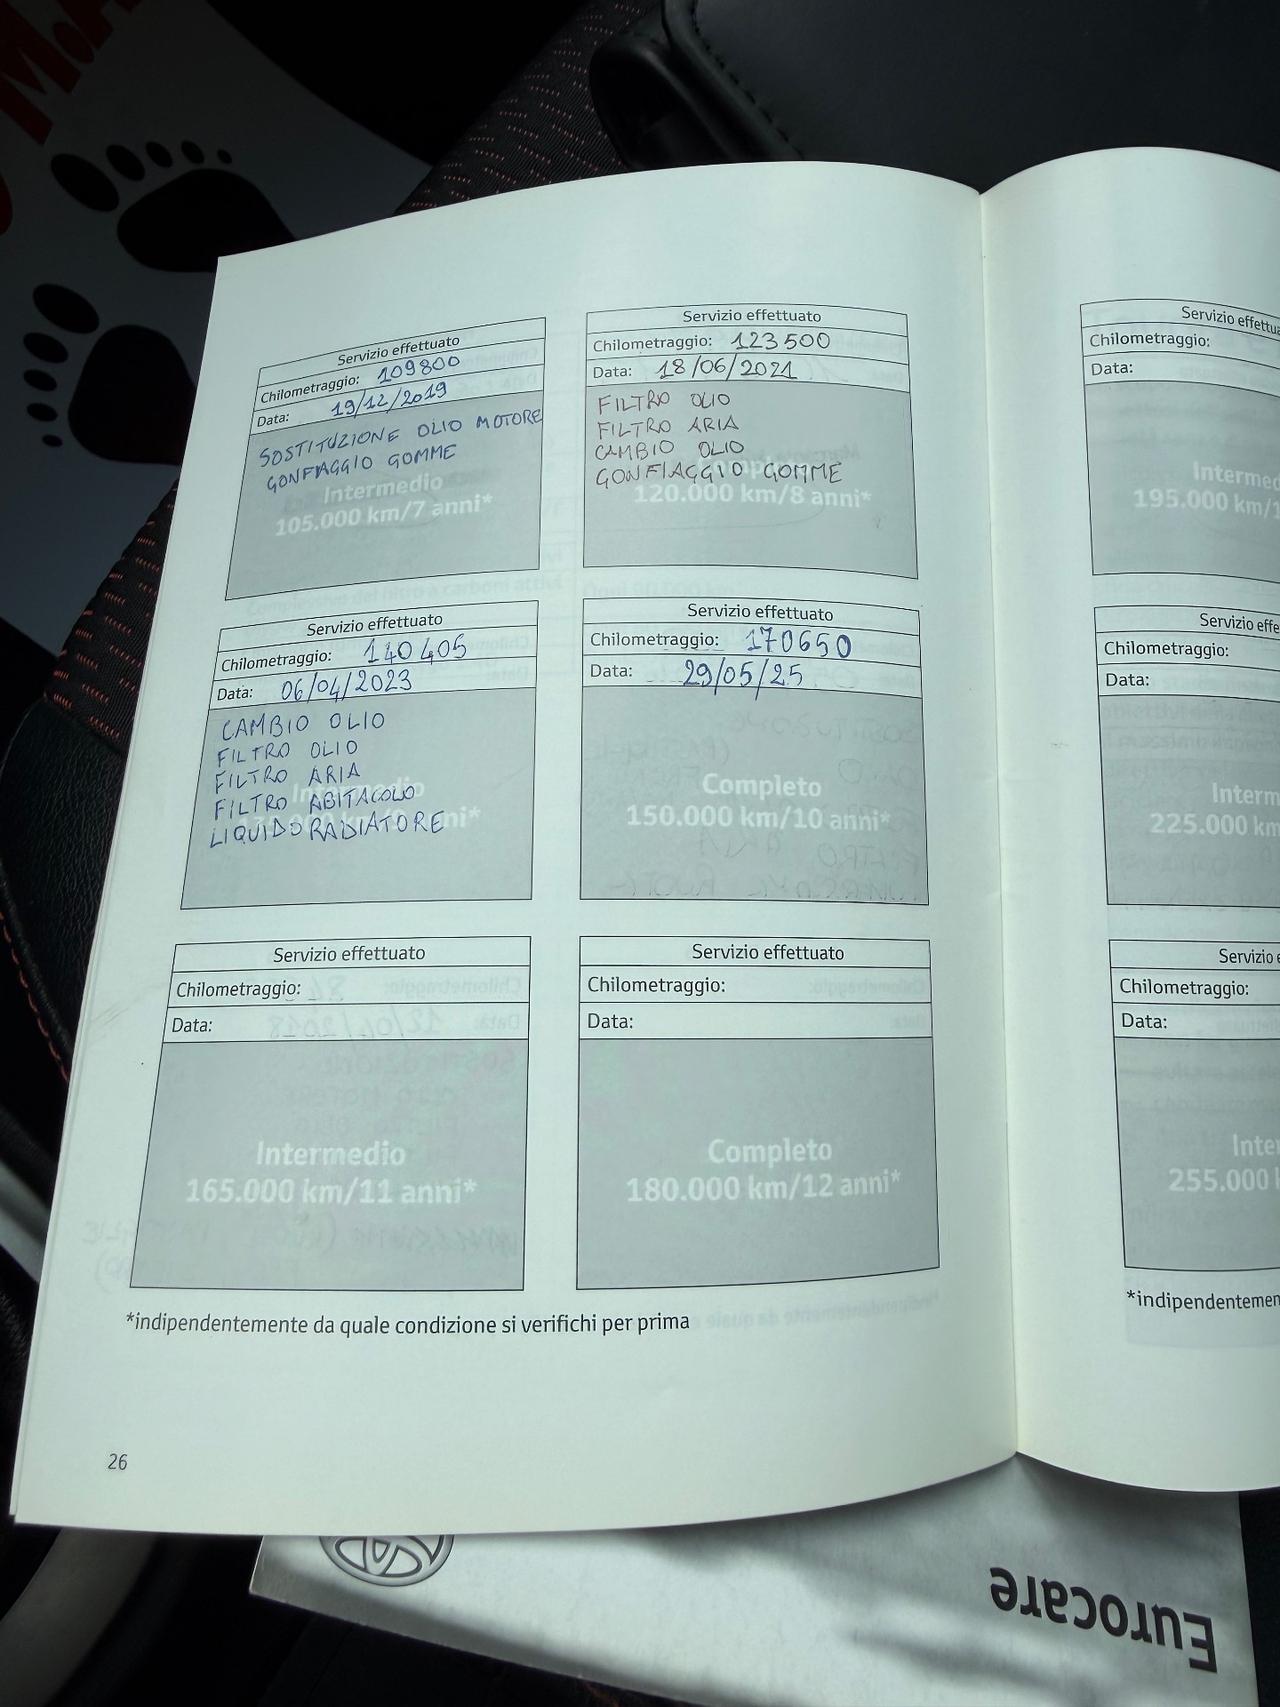 Servizio effettuato
Chilometraggio: 109800
Data: 19/12/2019
SOSTITUZIONE OLIO MOTORE
GONFIAGGIO GOMME
Intermedio
105.000 km/7 anni*
Servizio effettuato
Chilometraggio: 123500
Data: 18/06/2021
FILTRO OLIO
FILTRO ARIA
CAMBIO OLIO
GONFIAGGIO GOMME
120.000 km/8 anni*
Servizio effettuato
Chilometraggio: 140405
Data: 06/04/2023
CAMBIO OLIO
FILTRO OLIO
FILTRO ARIA
FILTRO ABITACOLO
LIQUIDO RADIATORE
Servizio effettuato
Chilometraggio: 170650
Data: 29/05/25
Completo
150.000 km/10 anni*
Servizio effettuato
Chilometraggio:
Data:
Intermedio
165.000 km/11 anni*
Servizio effettuato
Chilometraggio:
Data:
Completo
180.000 km/12 anni*
*indipendentemente da quale condizione si verifichi per prima
26
Servizio
Chilometraggio:
Data:
195.000 km
Servizio
Chilometraggio:
Data:
225.000
Servizio
Chilometraggio:
Data:
255.000
Eurocare